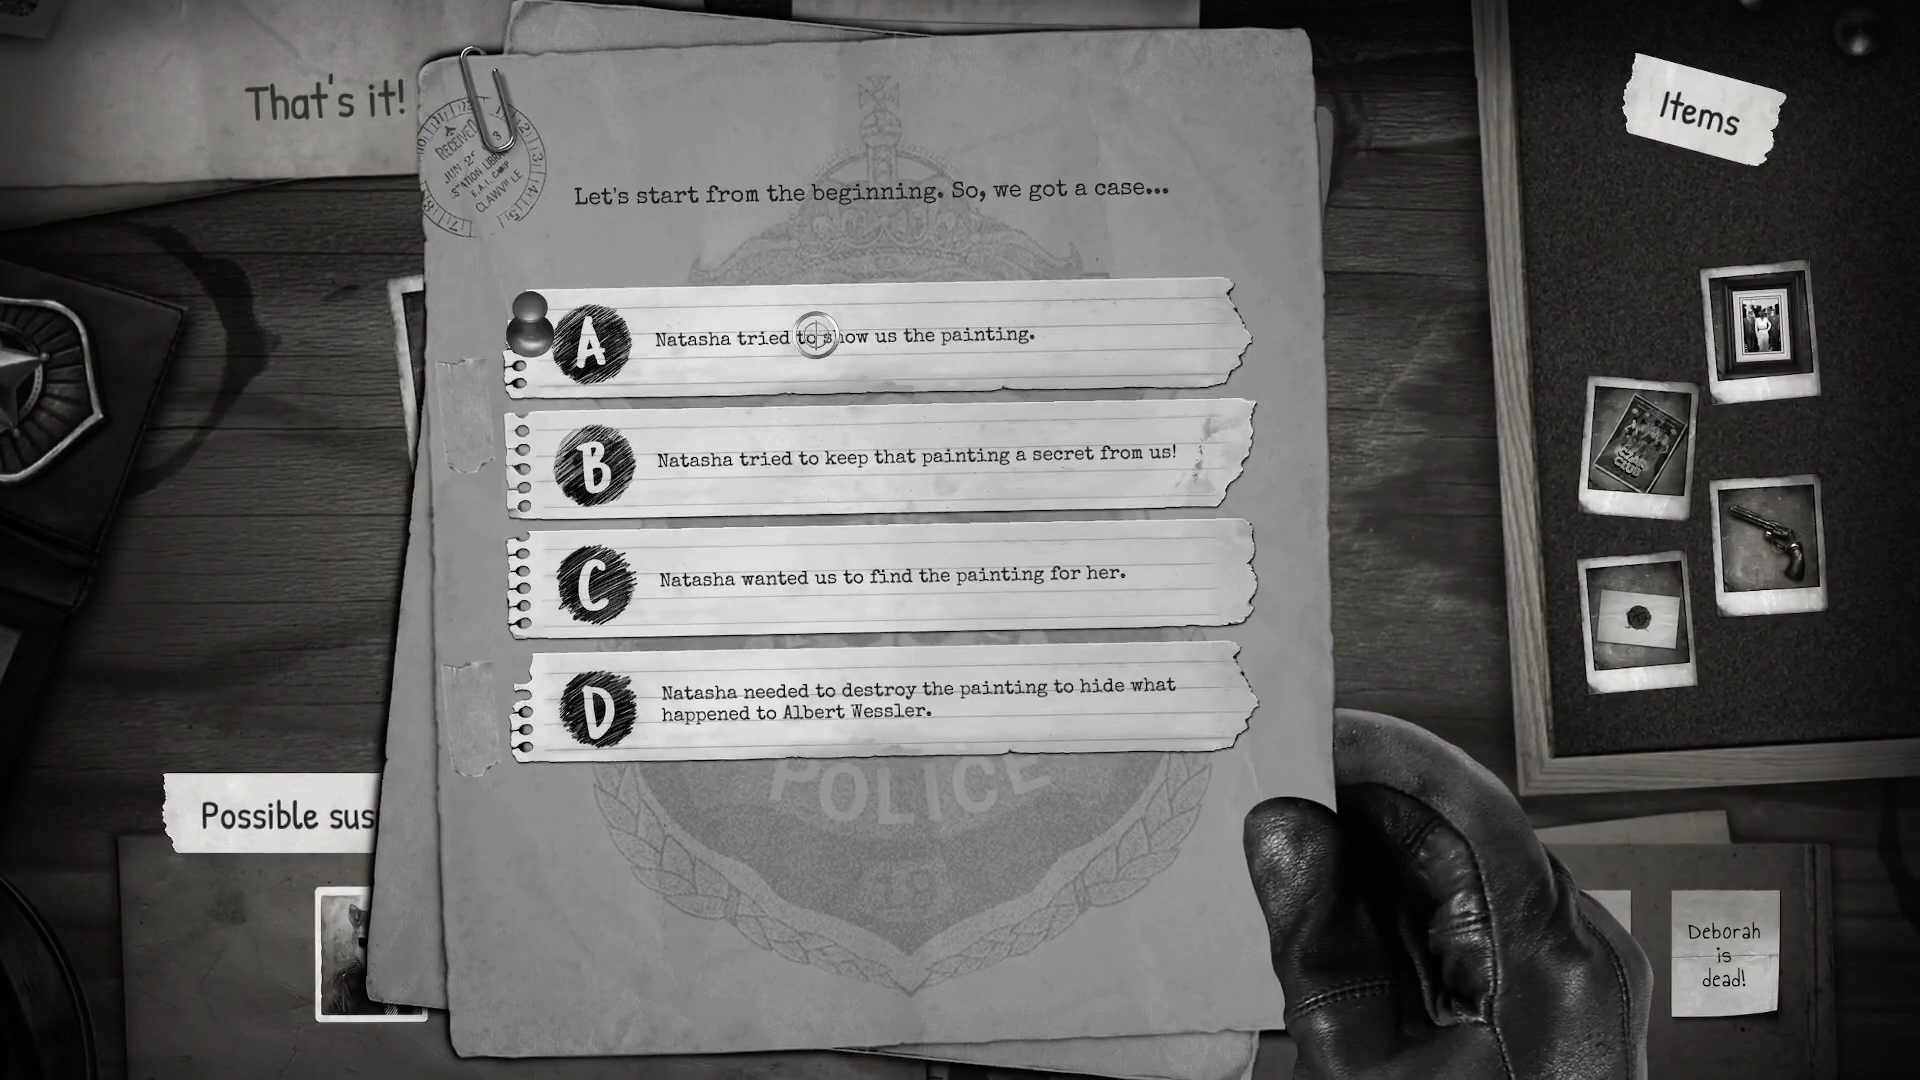 That's it!
RECEIVED
Items
Let's start from the beginning. So, we got a case...
A
Natasha tried to show us the painting.
B
Natasha tried to keep that painting a secret from us!
C
Natasha wanted us to find the painting for her.
D
Natasha needed to destroy the painting to hide what
happened to Albert Wessler.
POLICE
Possible sus
Deborah
is
dead!